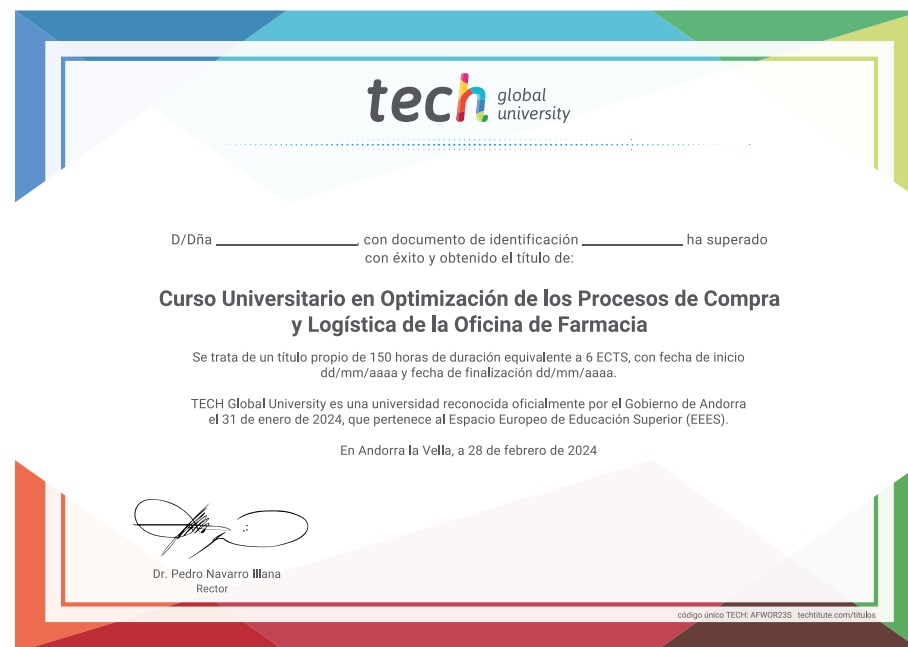 tech global university
D/Dña ______________, con documento de identificación __________ ha superado
con éxito y obtenido el título de:
Curso Universitario en Optimización de los Procesos de Compra
y Logística de la Oficina de Farmacia
Se trata de un título propio de 150 horas de duración equivalente a 6 ECTS, con fecha de inicio
dd/mm/aaaa y fecha de finalización dd/mm/aaaa.
TECH Global University es una universidad reconocida oficialmente por el Gobierno de Andorra
el 31 de enero de 2024, que pertenece al Espacio Europeo de Educación Superior (EEES).
En Andorra la Vella, a 28 de febrero de 2024
Dr. Pedro Navarro Illana
Rector
código único TECH: AFWOR23S techtitute.com/titulos